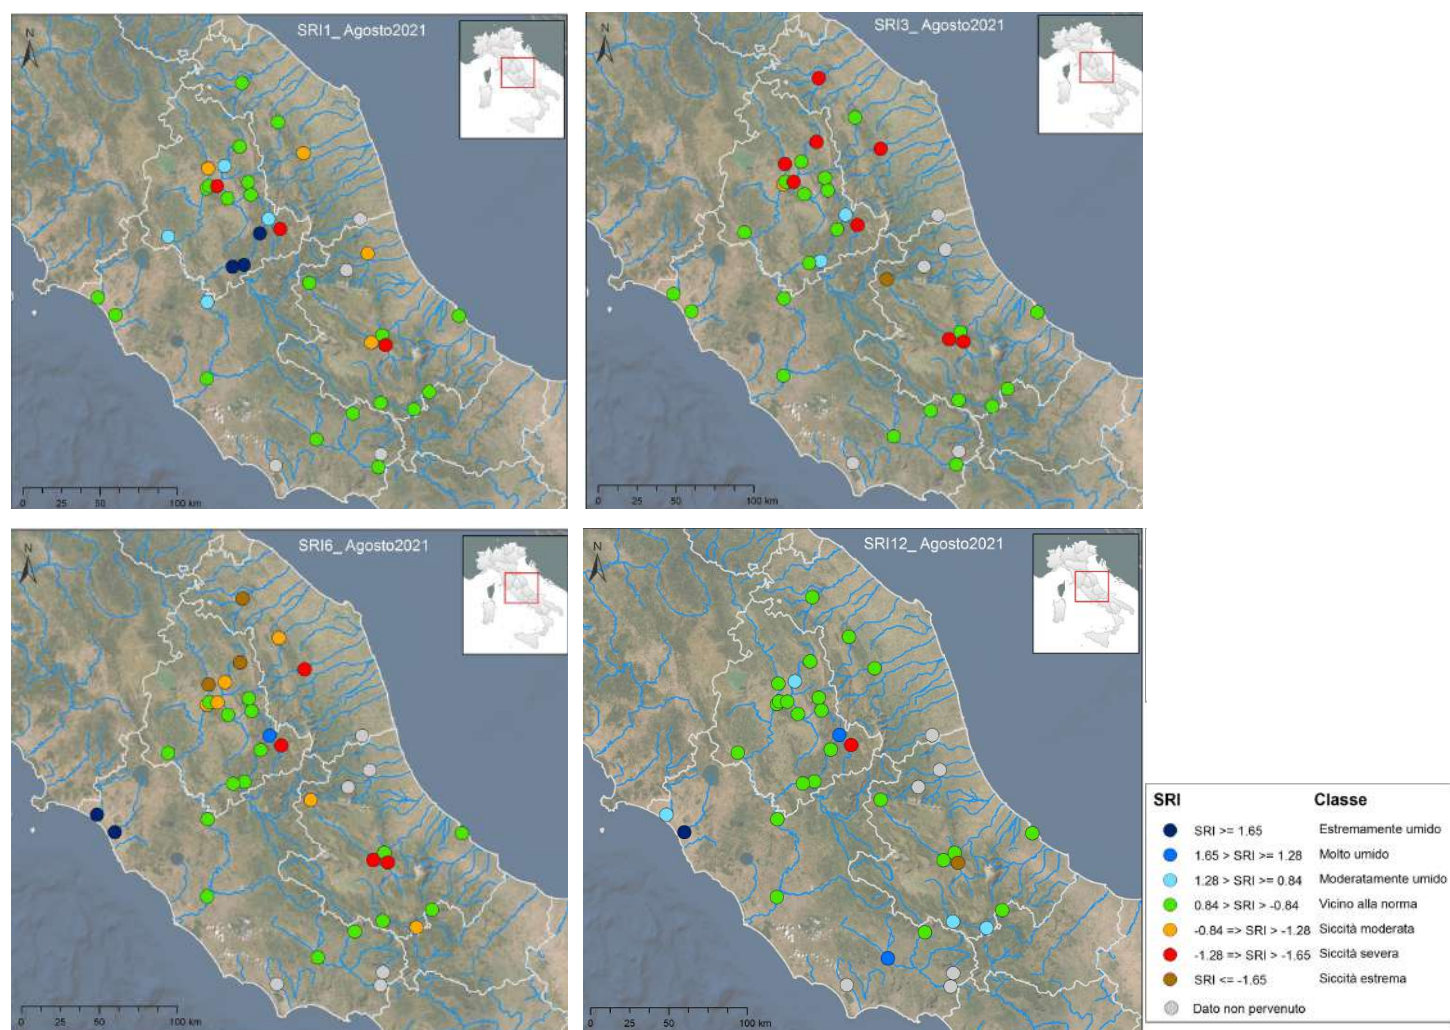 SRI1_ Agosto2021
N
0 25 50 100 km
SRI3_ Agosto2021
N
0 25 50 100 km
SRI6_ Agosto2021
N
0 25 50 100 km
SRI12_ Agosto2021
N
0 25 50 100 km
SRI Classe
SRI >= 1.65 Estremamente umido
1.65 > SRI >= 1.28 Molto umido
1.28 > SRI >= 0.84 Moderatamente umido
0.84 > SRI > -0.84 Vicino alla norma
-0.84 => SRI > -1.28 Siccità moderata
-1.28 => SRI > -1.65 Siccità severa
SRI <= -1.65 Siccità estrema
Dato non pervenuto